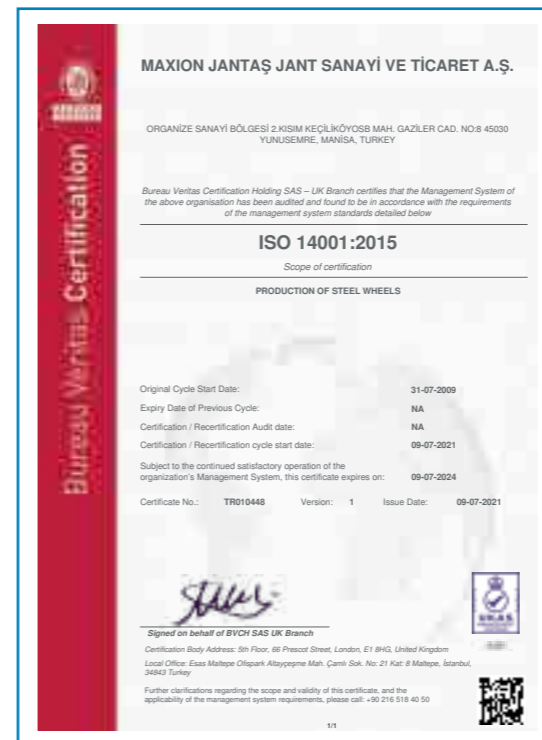 Bureau Veritas Certification
MAXION JANTAŞ JANT SANAYİ VE TİCARET A.Ş.
ORGANİZE SANAYİ BÖLGESİ 2.KISIM KEÇİLİKÖYOSB MAH. GAZİLER CAD. NO:8 45030
YUNUSEMRE, MANİSA, TURKEY
Bureau Veritas Certification Holding SAS – UK Branch certifies that the Management System of
the above organisation has been audited and found to be in accordance with the requirements
of the management system standards detailed below
ISO 14001:2015
Scope of certification
PRODUCTION OF STEEL WHEELS
Original Cycle Start Date: 31-07-2009
Expiry Date of Previous Cycle: NA
Certification / Recertification Audit date: NA
Certification / Recertification cycle start date: 09-07-2021
Subject to the continued satisfactory operation of the
organization's Management System, this certificate expires on: 09-07-2024
Certificate No.: TR010448 Version: 1 Issue Date: 09-07-2021
Signed on behalf of BVCH SAS UK Branch
UKAS
Certification Body Address: 5th Floor, 66 Prescot Street, London, E1 8HG, United Kingdom
Local Office: Esas Maltepe Ofispark Altayçeşme Mah. Çamlı Sok. No: 21 Kat: 8 Maltepe, İstanbul,
34843 Turkey
Further clarifications regarding the scope and validity of this certificate, and the
applicability of the management system requirements, please call: +90 216 518 40 50
1/1